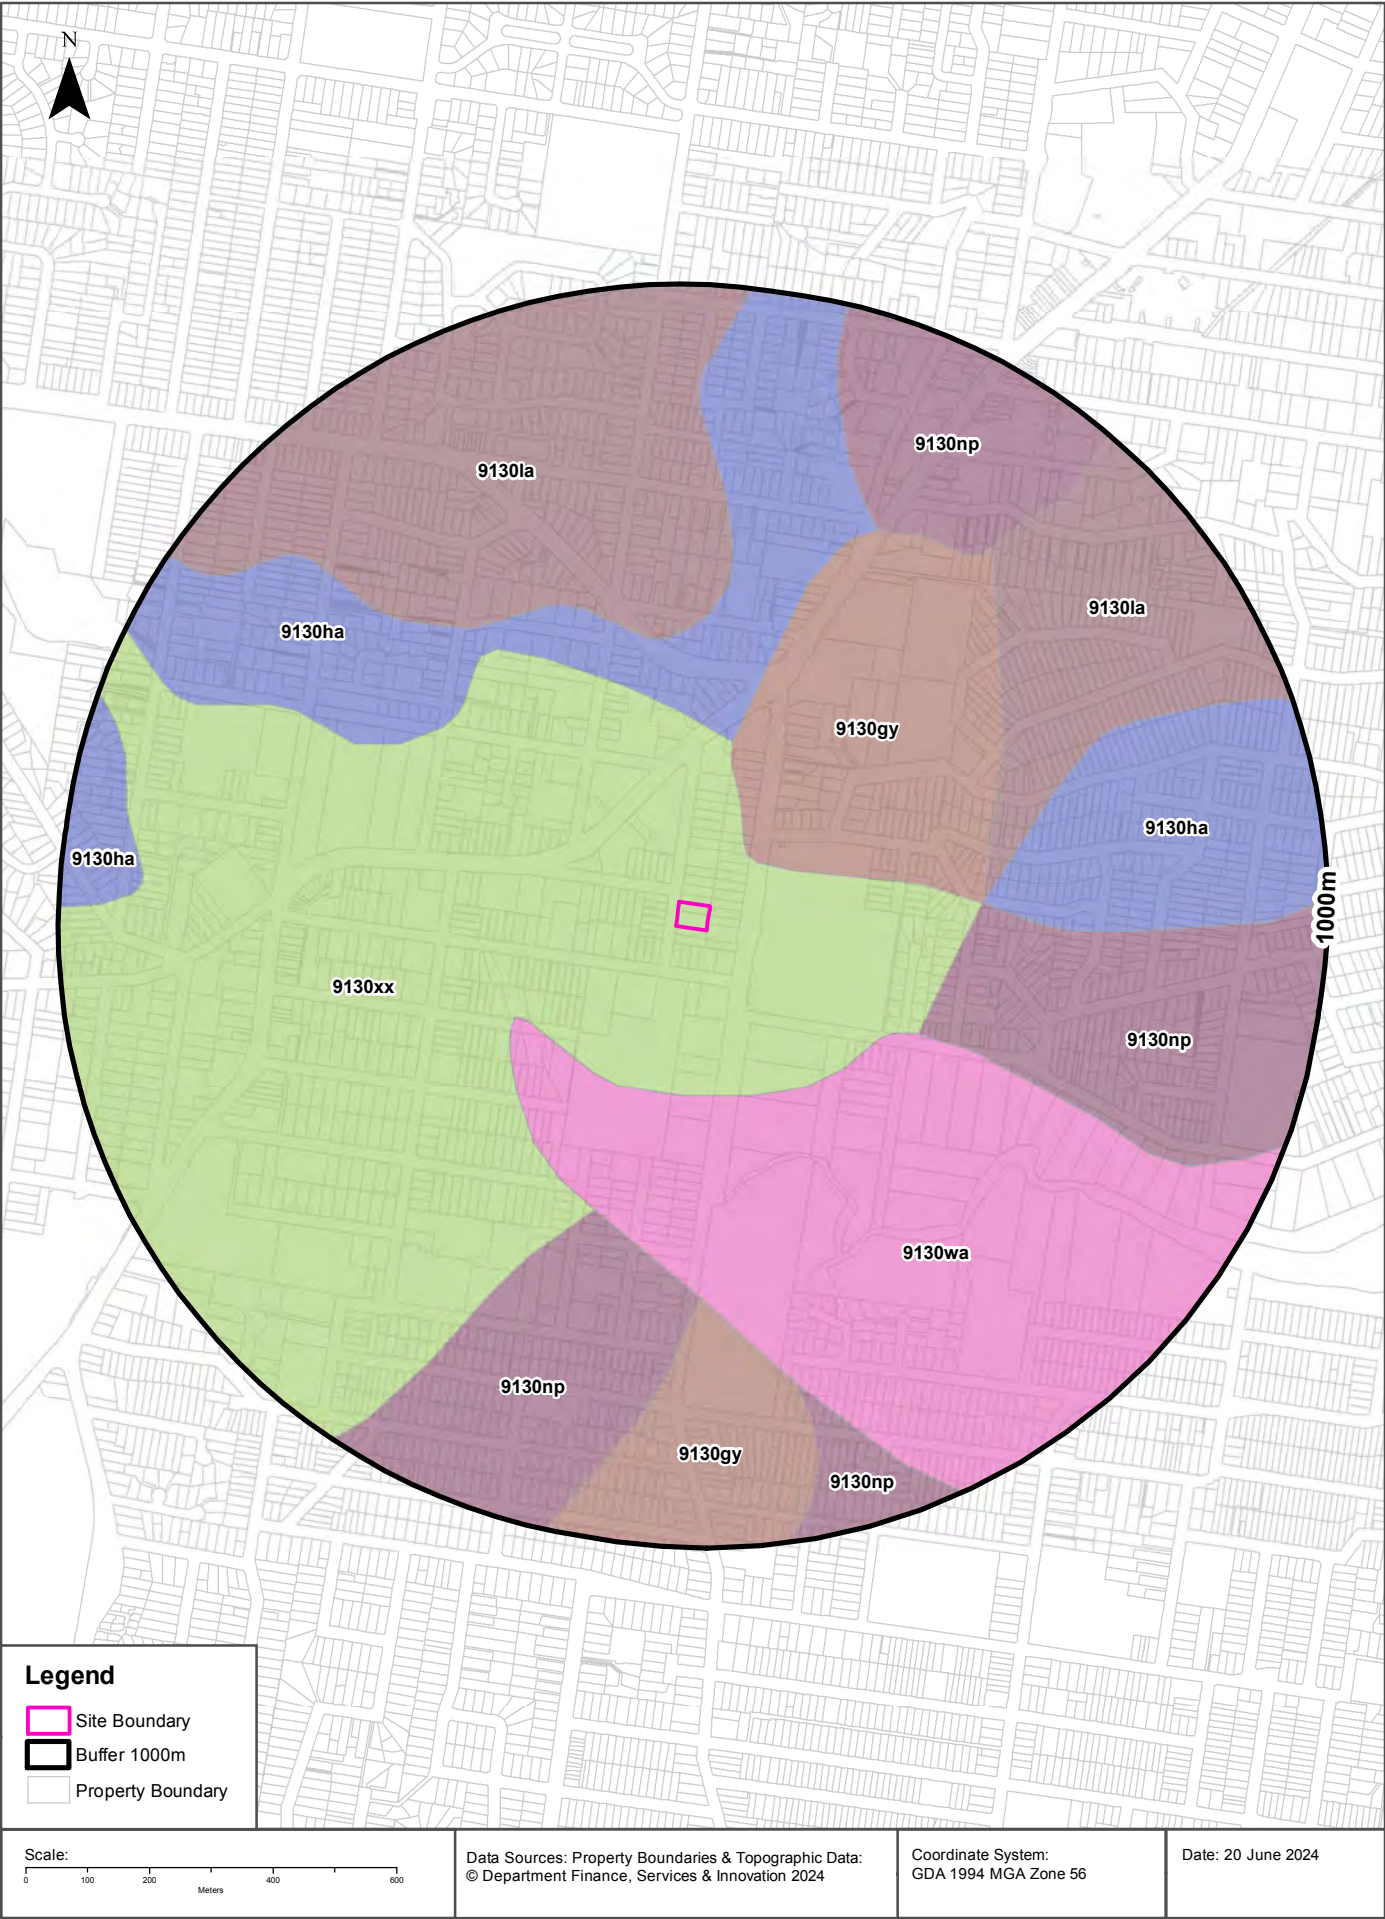 N
9130np
9130la
9130la
9130ha
9130gy
9130ha
9130ha
1000m
9130xx
9130np
9130wa
9130np
9130gy
9130np
Legend
Site Boundary
Buffer 1000m
Property Boundary
Scale:
0 100 200 400 600
Meters
Data Sources: Property Boundaries & Topographic Data:
© Department Finance, Services & Innovation 2024
Coordinate System:
GDA 1994 MGA Zone 56
Date: 20 June 2024